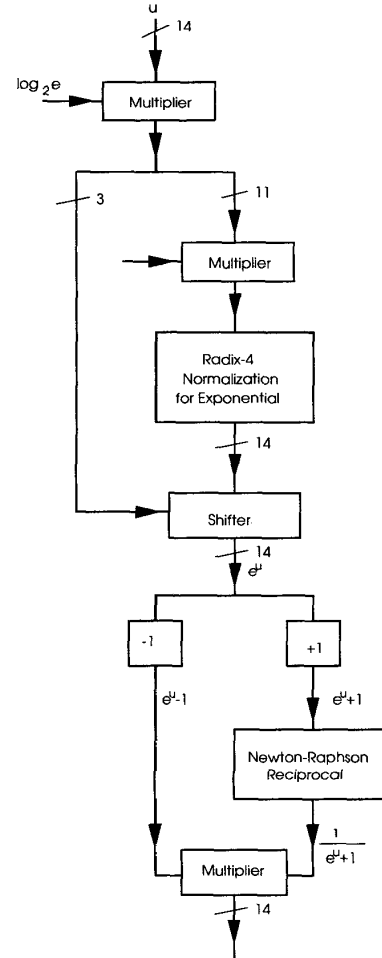 u
14
log₂e
Multiplier
3
11
Multiplier
Radix-4
Normalization
for Exponential
14
Shifter
14
eᵘ
-1
+1
eᵘ-1
eᵘ+1
Newton-Raphson
Reciprocal
1
eᵘ+1
Multiplier
14